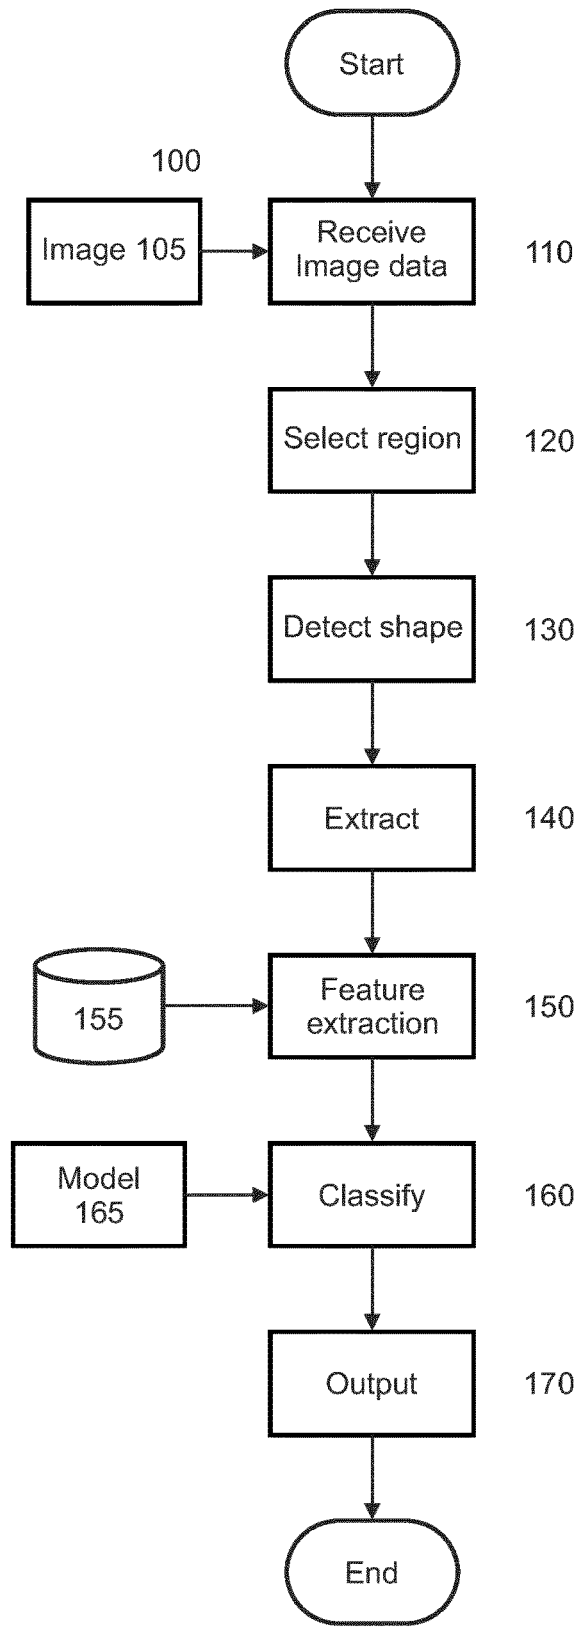 Start
100
Image 105
Receive
Image data
110
Select region
120
Detect shape
130
Extract
140
155
Feature
extraction
150
Model
165
Classify
160
Output
170
End